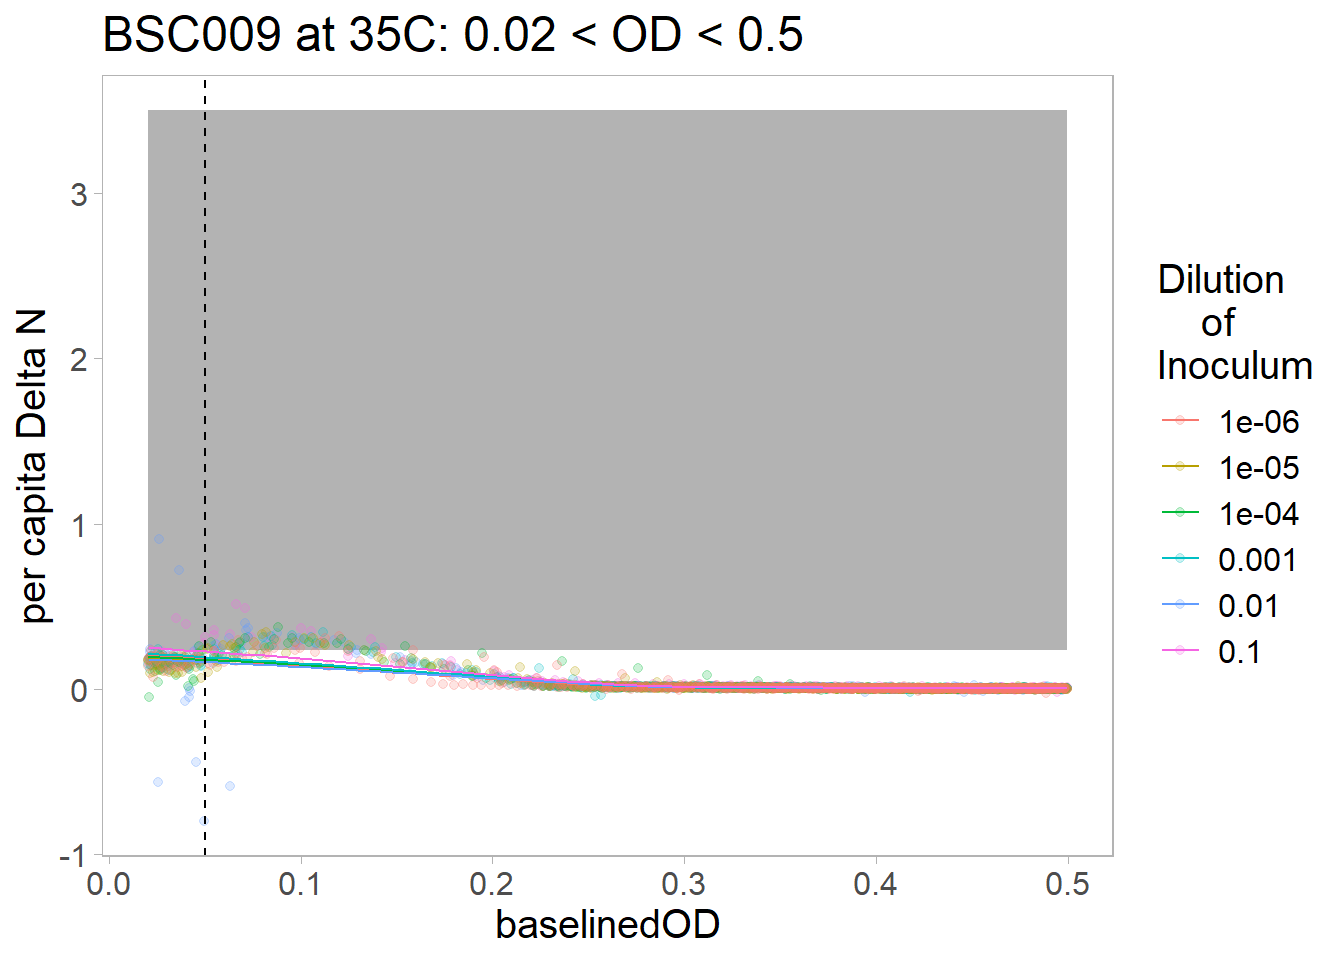 BSC009 at 35C: 0.02 < OD < 0.5
per capita Delta N
3
2
1
0
-1
0.0
0.1
0.2
0.3
0.4
0.5
baselinedOD
Dilution
of
Inoculum
1e-06
1e-05
1e-04
0.001
0.01
0.1